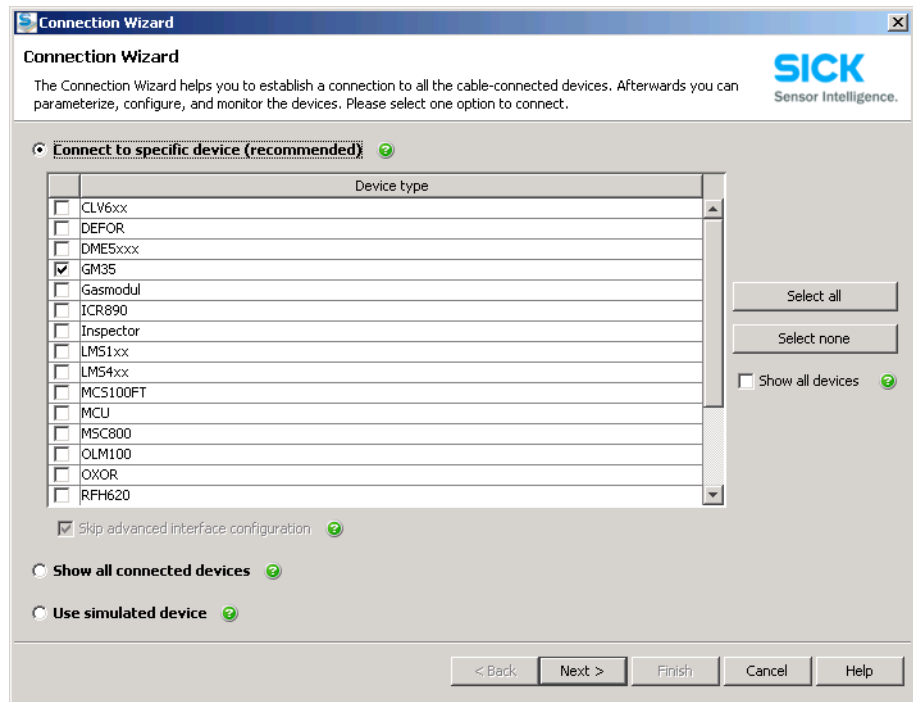 Connection Wizard
Connection Wizard
The Connection Wizard helps you to establish a connection to all the cable-connected devices. Afterwards you can
parameterize, configure, and monitor the devices. Please select one option to connect.
SICK
Sensor Intelligence.
Connect to specific device (recommended)
Device type
CLV6xx
DEFOR
DME5xxx
GM35
Gasmodul
ICR890
Inspector
LMS1xx
LMS4xx
MCS100FT
MCU
MSC800
OLM100
OXOR
RFH620
Select all
Select none
Show all devices
Skip advanced interface configuration
Show all connected devices
Use simulated device
< Back Next > Finish Cancel Help